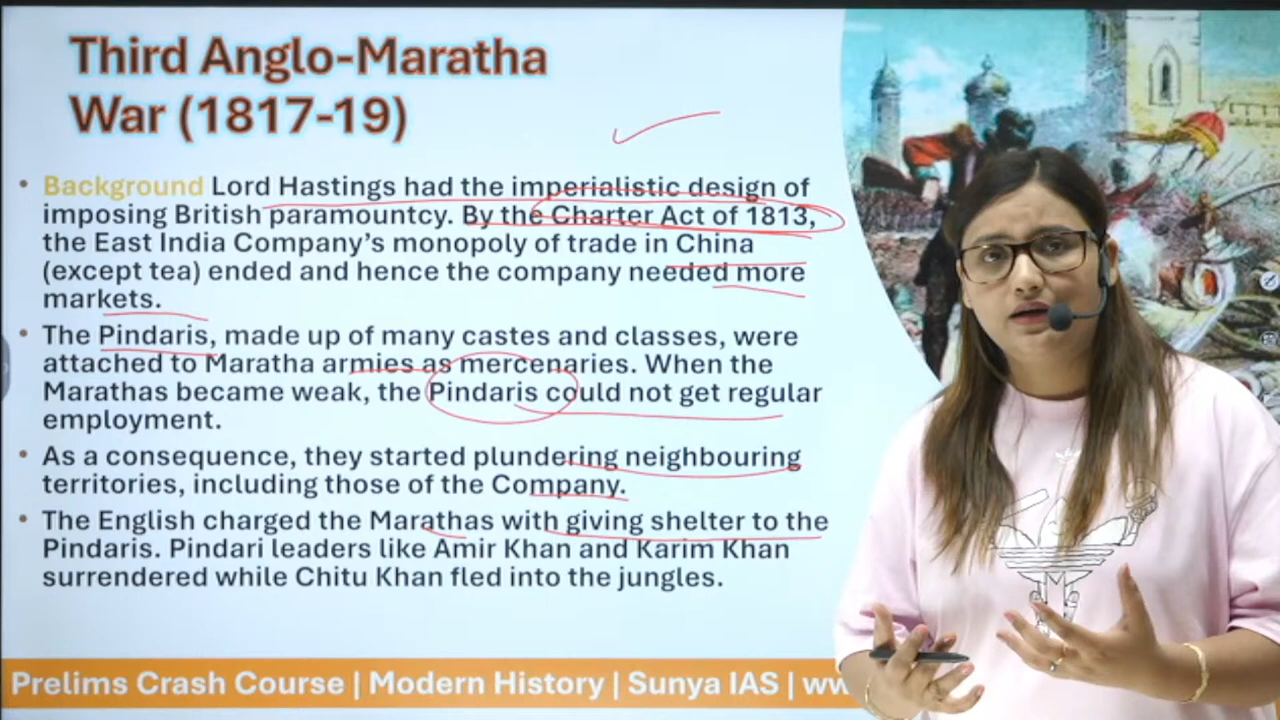 Third Anglo-Maratha
War (1817-19)
• Background Lord Hastings had the imperialistic design of
imposing British paramountcy. By the Charter Act of 1813,
the East India Company's monopoly of trade in China
(except tea) ended and hence the company needed more
markets.
• The Pindaris, made up of many castes and classes, were
attached to Maratha armies as mercenaries. When the
Marathas became weak, the Pindaris could not get regular
employment.
• As a consequence, they started plundering neighbouring
territories, including those of the Company.
• The English charged the Marathas with giving shelter to the
Pindaris. Pindari leaders like Amir Khan and Karim Khan
surrendered while Chitu Khan fled into the jungles.
Prelims Crash Course | Modern History | Sunya IAS |